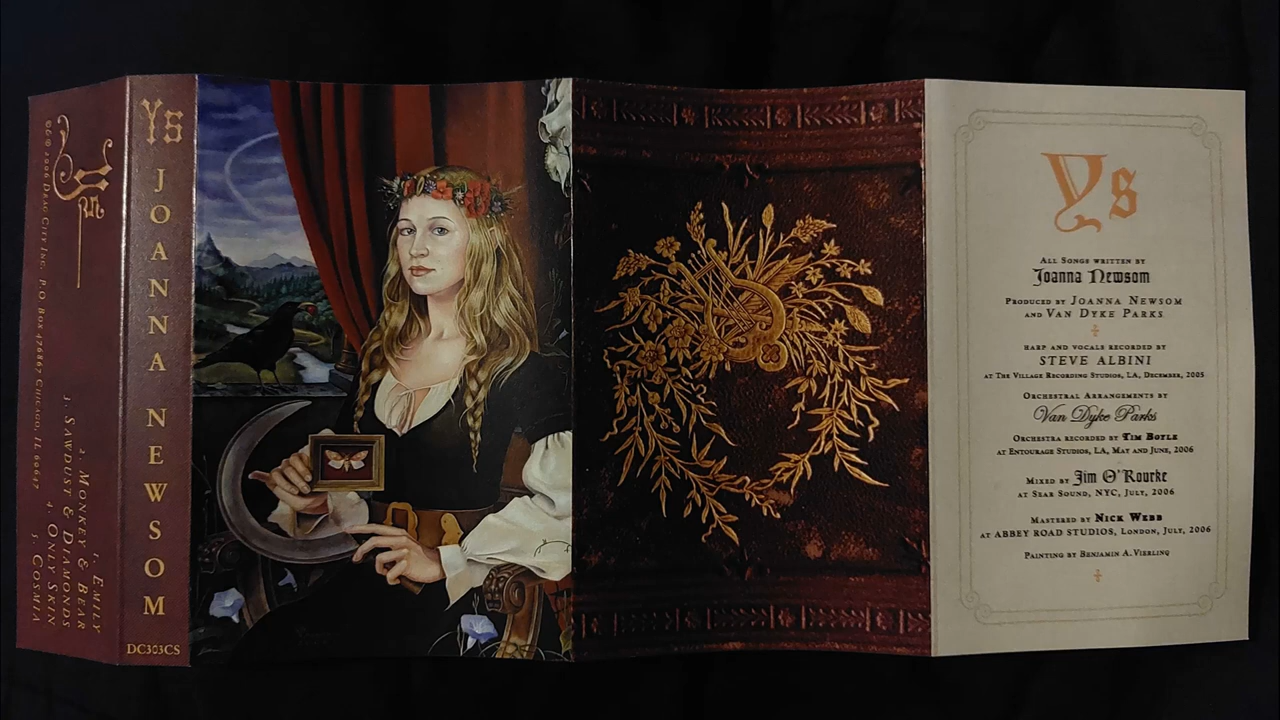 Ys
©℗ 2006 Drag City Inc. P.O. Box 476867 Chicago, IL 60647
1. Emily
2. Monkey & Bear
3. Sawdust & Diamonds
4. Only Skin
5. Cosmia
Ys
JOANNA NEWSOM
DC303CS
Ys
All Songs written by
Joanna Newsom
Produced by Joanna Newsom
and Van Dyke Parks
harp and vocals recorded by
STEVE ALBINI
at The Village Recording Studios, LA, December, 2005
Orchestral Arrangements by
Van Dyke Parks
Orchestra recorded by Tim Boyle
at Entourage Studios, LA, May and June, 2006
Mixed by Jim O'Rourke
at Sear Sound, NYC, July, 2006
Mastered by Nick Webb
at ABBEY ROAD STUDIOS, London, July, 2006
Painting by Benjamin A. Vierling